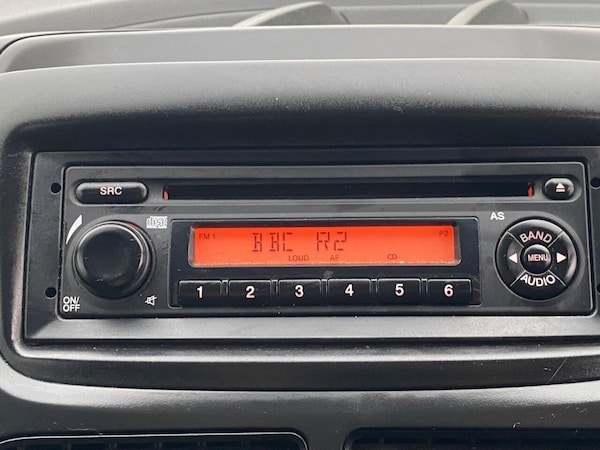 SRC
AS
FM 1
BBC R2
P2
LOUD AF CD
ON/
OFF
1 2 3 4 5 6
BAND
MENU
AUDIO